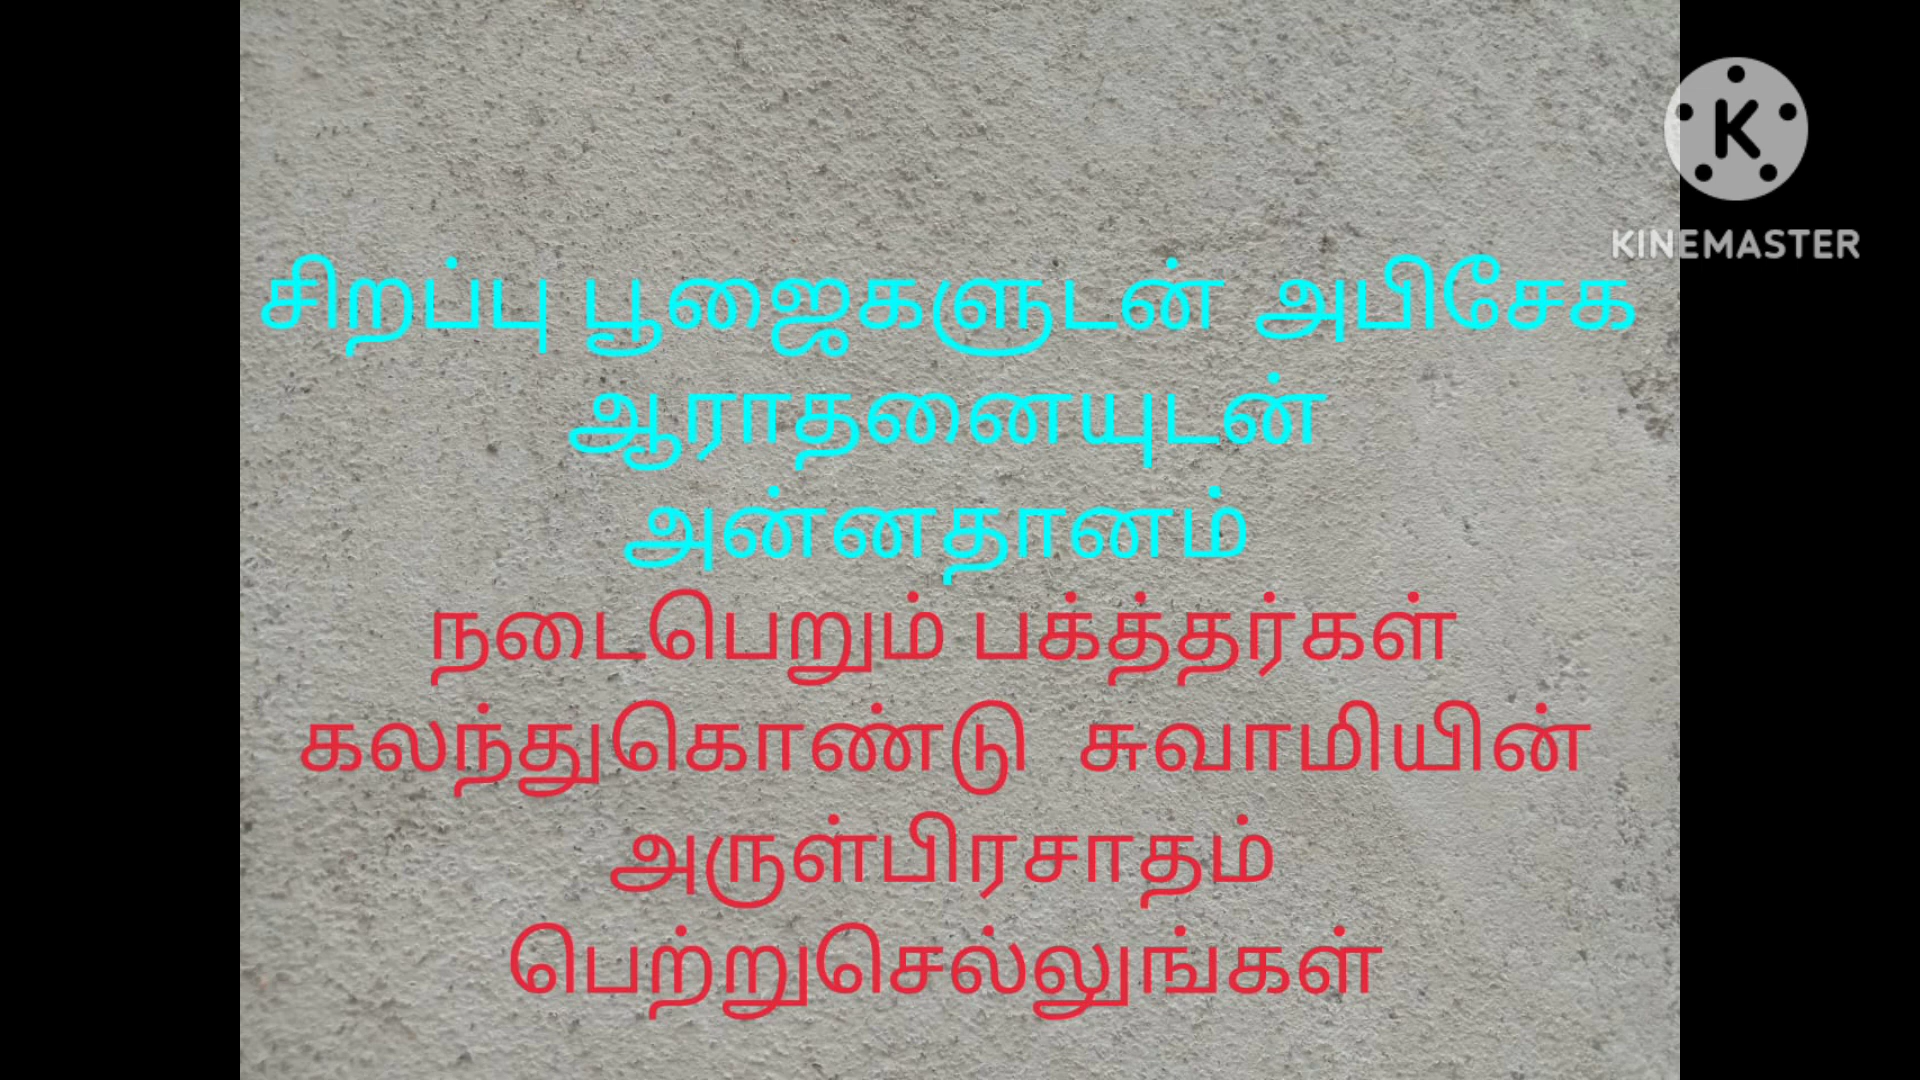 K
KINEMASTER
சிறப்பு பூஜைகளுடன் அபிசேக
ஆராதனையுடன்
அன்னதானம்
நடைபெறும் பக்த்தர்கள்
கலந்துகொண்டு சுவாமியின்
அருள்பிரசாதம்
பெற்றுசெல்லுங்கள்